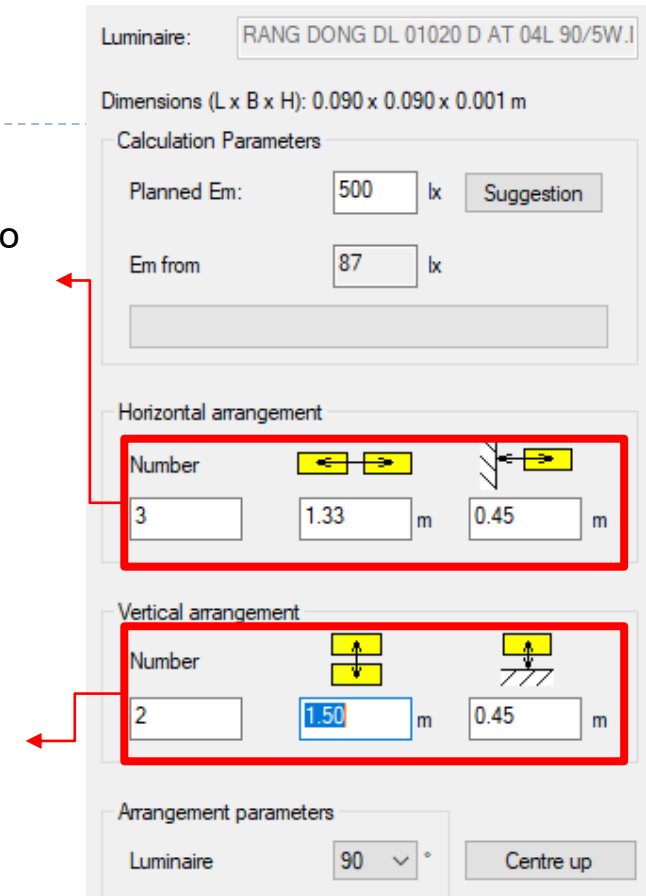 Luminaire: RANG DONG DL 01020 D AT 04L 90/5W.I
Dimensions (L x B x H): 0.090 x 0.090 x 0.001 m
Calculation Parameters
Planned Em: 500 lx Suggestion
o
Em from 87 lx
Horizontal arrangement
Number
3 1.33 m 0.45 m
Vertical arrangement
Number
2 1.50 m 0.45 m
Arrangement parameters
Luminaire 90 ° Centre up